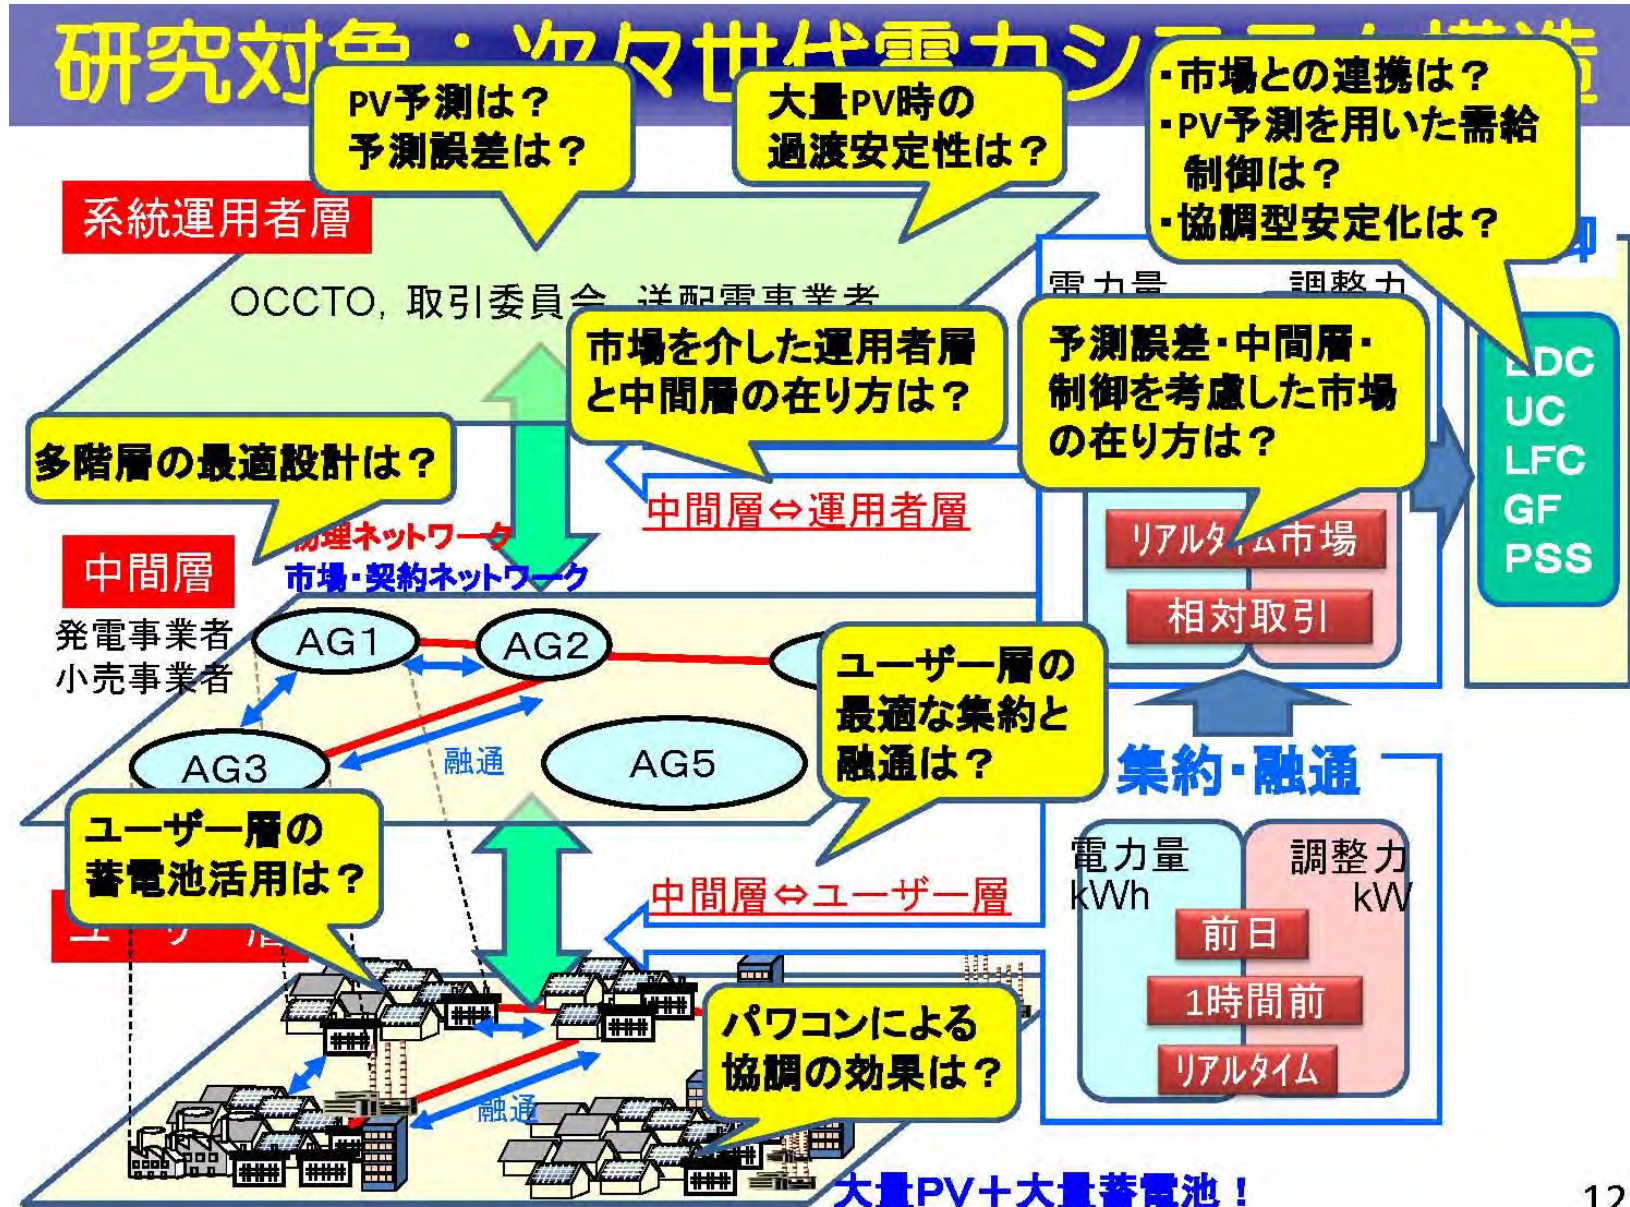 研究対象：次々世代電力システム構造
PV予測は？
予測誤差は？
大量PV時の
過渡安定性は？
・市場との連携は？
・PV予測を用いた需給
制御は？
・協調型安定化は？
系統運用者層
OCCTO, 取引委員会, 送配電事業者
電力量
調整力
市場を介した運用者層
と中間層の在り方は？
予測誤差・中間層・
制御を考慮した市場
の在り方は？
EDC
UC
LFC
GF
PSS
多階層の最適設計は？
中間層⇔運用者層
物理ネットワーク
市場・契約ネットワーク
リアルタイム市場
相対取引
中間層
発電事業者
小売事業者
AG1
AG2
AG3
融通
AG5
ユーザー層の
最適な集約と
融通は？
集約・融通
ユーザー層の
蓄電池活用は？
ユーザー層
中間層⇔ユーザー層
電力量
kWh
調整力
kW
前日
1時間前
リアルタイム
パワコンによる
協調の効果は？
融通
大量PV＋大量蓄電池！
12